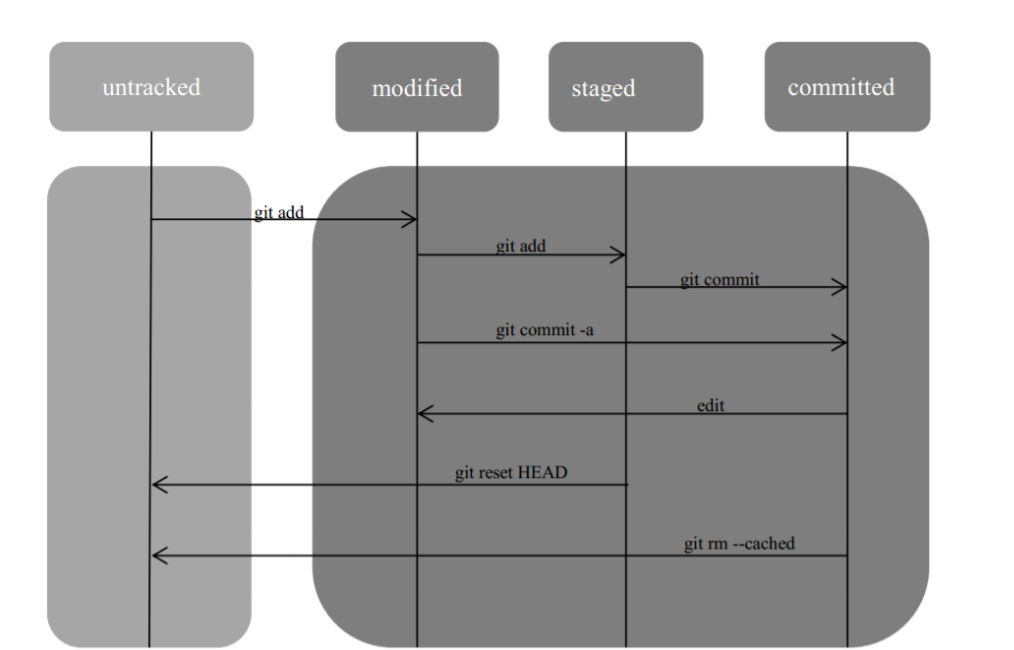 untracked
modified
staged
committed
git add
git add
git commit
git commit -a
edit
git reset HEAD
git rm --cached